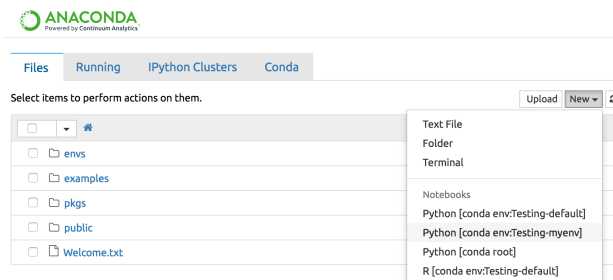 ANACONDA
Powered by Continuum Analytics
Files Running IPython Clusters Conda
Select items to perform actions on them.
Upload New
Text File
Folder
Terminal
Notebooks
Python [conda env:Testing-default]
Python [conda env:Testing-myenv]
Python [conda root]
R [conda env:Testing-default]
envs
examples
pkgs
public
Welcome.txt